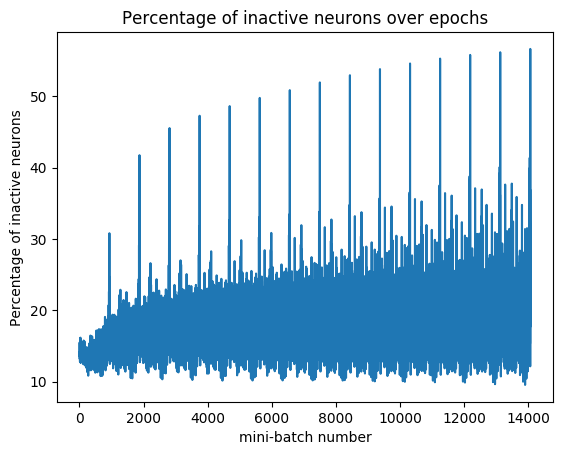 Percentage of inactive neurons over epochs
Percentage of inactive neurons
50
40
30
20
10
0 2000 4000 6000 8000 10000 12000 14000
mini-batch number